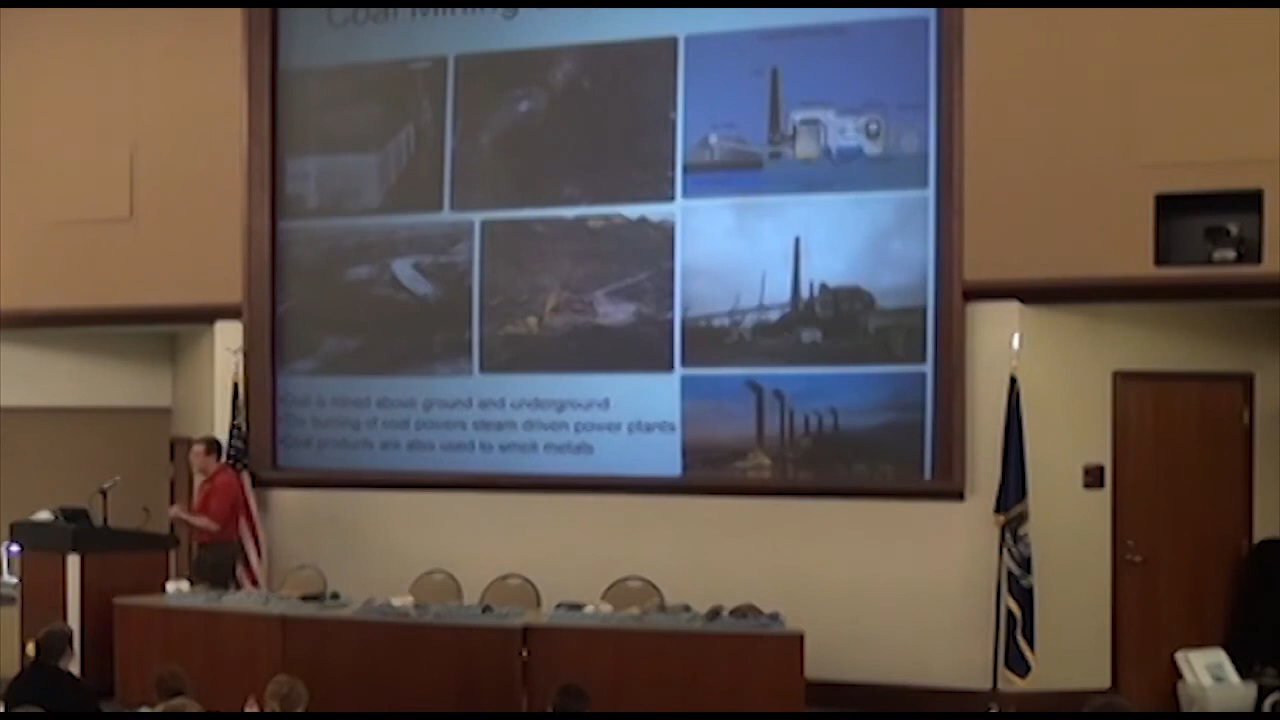 Coal Mining
Coal is mined above ground and underground
The burning of coal powers steam driven power plants
Coal products are also used to smelt metals